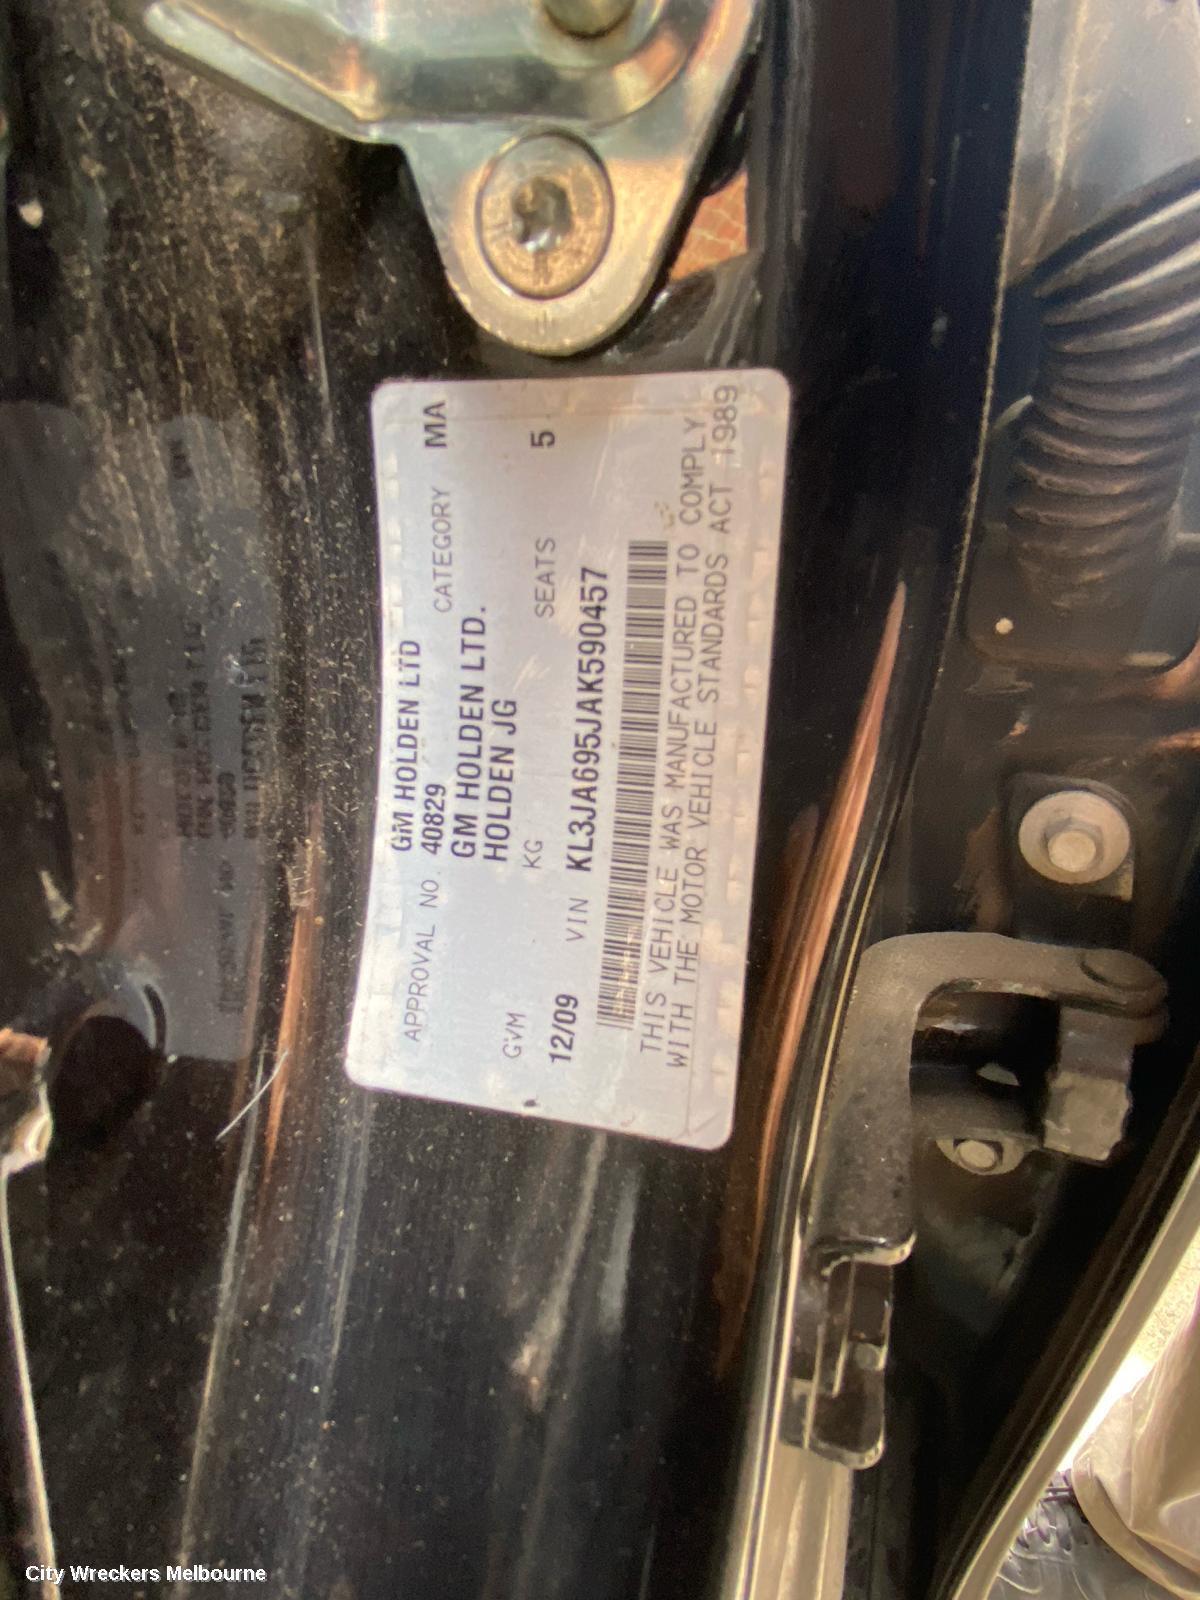 GM HOLDEN LTD
APPROVAL NO. 40829 CATEGORY MA
GM HOLDEN LTD.
HOLDEN JG
GVM KG SEATS 5
12/09 VIN KL3JA695JAK590457
THIS VEHICLE WAS MANUFACTURED TO COMPLY
WITH THE MOTOR VEHICLE STANDARDS ACT 1989
City Wreckers Melbourne